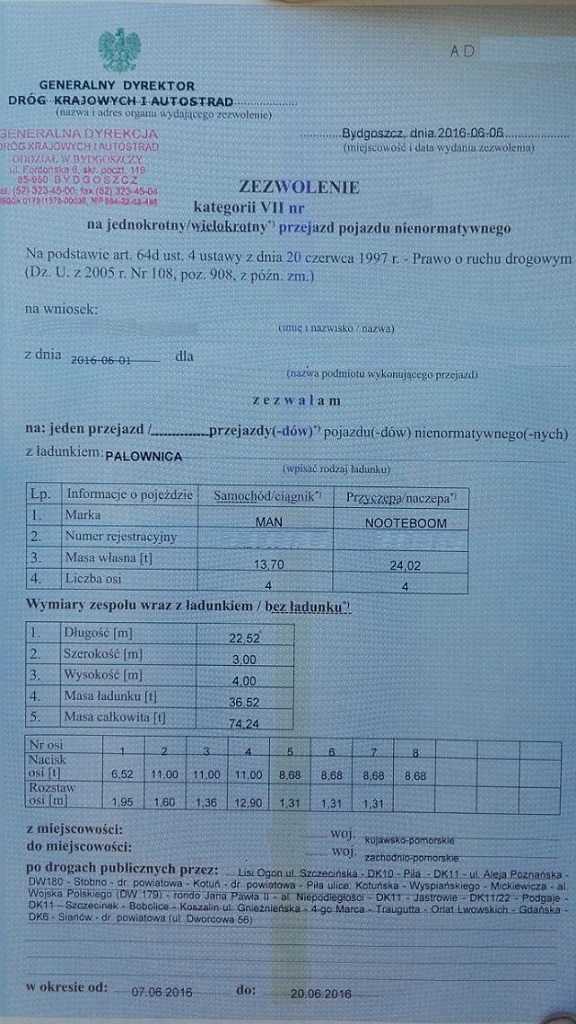 AD
GENERALNY DYREKTOR
DRÓG KRAJOWYCH I AUTOSTRAD
(nazwa i adres organu wydającego zezwolenie)
GENERALNA DYREKCJA
DRÓG KRAJOWYCH I AUTOSTRAD
ODDZIAŁ W BYDGOSZCZY
ul. Fordońska 6, skr. poczt. 119
85-950 BYDGOSZCZ
tel. (52) 323-45-00, fax (52) 323-45-04
Bydgoszcz, dnia 2016-06-06
(miejscowość i data wydania zezwolenia)
ZEZWOLENIE
kategorii VII nr
na jednokrotny/wielokrotny*) przejazd pojazdu nienormatywnego
Na podstawie art. 64d ust. 4 ustawy z dnia 20 czerwca 1997 r. - Prawo o ruchu drogowym
(Dz. U. z 2005 r. Nr 108, poz. 908, z późn. zm.)
na wniosek:
(imię i nazwisko / nazwa)
z dnia 2016-06-01 dla
(nazwa podmiotu wykonującego przejazd)
zezwalam
na: jeden przejazd /.............przejazdy(-dów)*) pojazdu(-dów) nienormatywnego(-nych)
z ładunkiem: PALOWNICA
(wpisać rodzaj ładunku)
Lp. Informacje o pojeździe Samochód/ciągnik*) Przyczepa/naczepa*)
1. Marka MAN NOOTEBOOM
2. Numer rejestracyjny
3. Masa własna [t] 13,70 24,02
4. Liczba osi 4 4
Wymiary zespołu wraz z ładunkiem / bez ładunku*)
1. Długość [m] 22,52
2. Szerokość [m] 3,00
3. Wysokość [m] 4,00
4. Masa ładunku [t] 36,52
5. Masa całkowita [t] 74,24
Nr osi 1 2 3 4 5 6 7 8
Nacisk
osi [t] 6,52 11,00 11,00 11,00 8,68 8,68 8,68 8,68
Rozstaw
osi [m] 1,95 1,60 1,36 12,90 1,31 1,31 1,31
z miejscowości: woj. kujawsko-pomorskie
do miejscowości: woj. zachodnio-pomorskie
po drogach publicznych przez: Lisi Ogon ul. Szczecińska - DK10 - Piła - DK11 - ul. Aleja Poznańska -
DW180 - Stobno - dr. powiatowa - Kotuń - dr. powiatowa - Piła ulice: Kotuńska - Wyspiańskiego - Mickiewicza - al.
Wojska Polskiego (DW 179) - rondo Jana Pawła II - al. Niepodległości - DK11 - Jastrowie - DK11/22 - Podgaje -
DK11 - Szczecinek - Bobolice - Koszalin ul. Gnieźnieńska - 4-go Marca - Traugutta - Orląt Lwowskich - Gdańska -
DK6 - Sianów - dr. powiatowa (ul. Dworcowa 56)
w okresie od: 07.06.2016 do: 20.06.2016